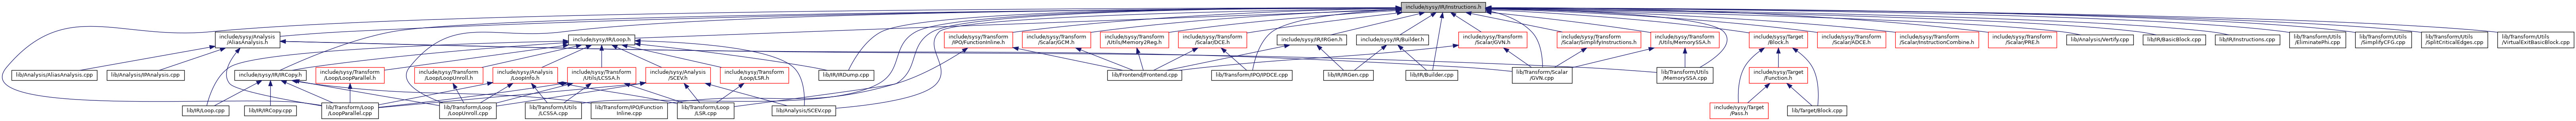 include/sysy/IR/Instructions.h
include/sysy/Analysis
/AliasAnalysis.h
include/sysy/IR/Loop.h
include/sysy/Transform
/IPO/FunctionInline.h
include/sysy/Transform
/Scalar/GCM.h
include/sysy/Transform
/Utils/Memory2Reg.h
include/sysy/Transform
/Scalar/DCE.h
include/sysy/IR/IRGen.h
include/sysy/IR/Builder.h
include/sysy/Transform
/Scalar/GVN.h
include/sysy/Transform
/Scalar/SimplifyInstructions.h
include/sysy/Transform
/Utils/MemorySSA.h
include/sysy/Target
/Block.h
include/sysy/Transform
/Scalar/ADCE.h
include/sysy/Transform
/Scalar/InstructionCombine.h
include/sysy/Transform
/Scalar/PRE.h
lib/Analysis/Verify.cpp
lib/IR/BasicBlock.cpp
lib/IR/Instructions.cpp
lib/Transform/Utils
/EliminatePhi.cpp
lib/Transform/Utils
/SimplifyCFG.cpp
lib/Transform/Utils
/SplitCriticalEdges.cpp
lib/Transform/Utils
/VirtualExitBasicBlock.cpp
lib/Analysis/AliasAnalysis.cpp
lib/Analysis/IPAnalysis.cpp
include/sysy/IR/IRCopy.h
include/sysy/Transform
/Loop/LoopParallel.h
include/sysy/Transform
/Loop/LoopUnroll.h
include/sysy/Analysis
/LoopInfo.h
include/sysy/Transform
/Utils/LCSSA.h
include/sysy/Analysis
/SCEV.h
include/sysy/Transform
/Loop/LSR.h
lib/IR/IRDump.cpp
lib/Frontend/Frontend.cpp
lib/Transform/IPO/IPDCE.cpp
lib/IR/IRGen.cpp
lib/IR/Builder.cpp
lib/Transform/Scalar
/GVN.cpp
lib/Transform/Utils
/MemorySSA.cpp
include/sysy/Target
/Function.h
lib/IR/Loop.cpp
lib/IR/IRCopy.cpp
lib/Transform/Loop
/LoopParallel.cpp
lib/Transform/Loop
/LoopUnroll.cpp
lib/Transform/Utils
/LCSSA.cpp
lib/Transform/IPO/Function
Inline.cpp
lib/Transform/Loop
/LSR.cpp
lib/Analysis/SCEV.cpp
include/sysy/Target
/Pass.h
lib/Target/Block.cpp